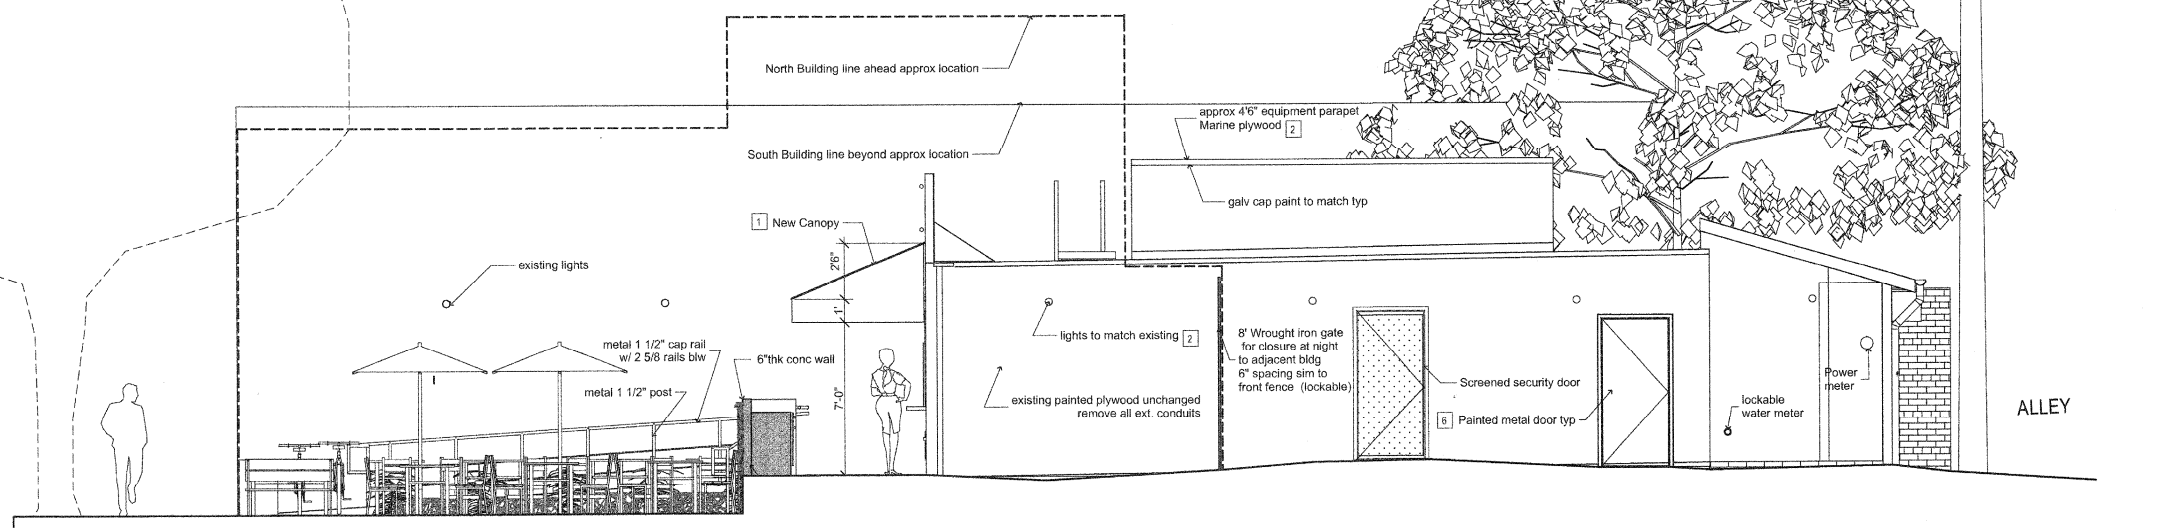 North Building line ahead approx location
approx 4'6" equipment parapet
Marine plywood 2
South Building line beyond approx location
galv cap paint to match typ
1 New Canopy
existing lights
2'6"
1'
7'-0"
lights to match existing 2
metal 1 1/2" cap rail
w/ 2 5/8 rails blw
6"thk conc wall
metal 1 1/2" post
8' Wrought iron gate
for closure at night
to adjacent bldg
6" spacing sim to
front fence (lockable)
existing painted plywood unchanged
remove all ext. conduits
Screened security door
6 Painted metal door typ
Power
meter
lockable
water meter
ALLEY